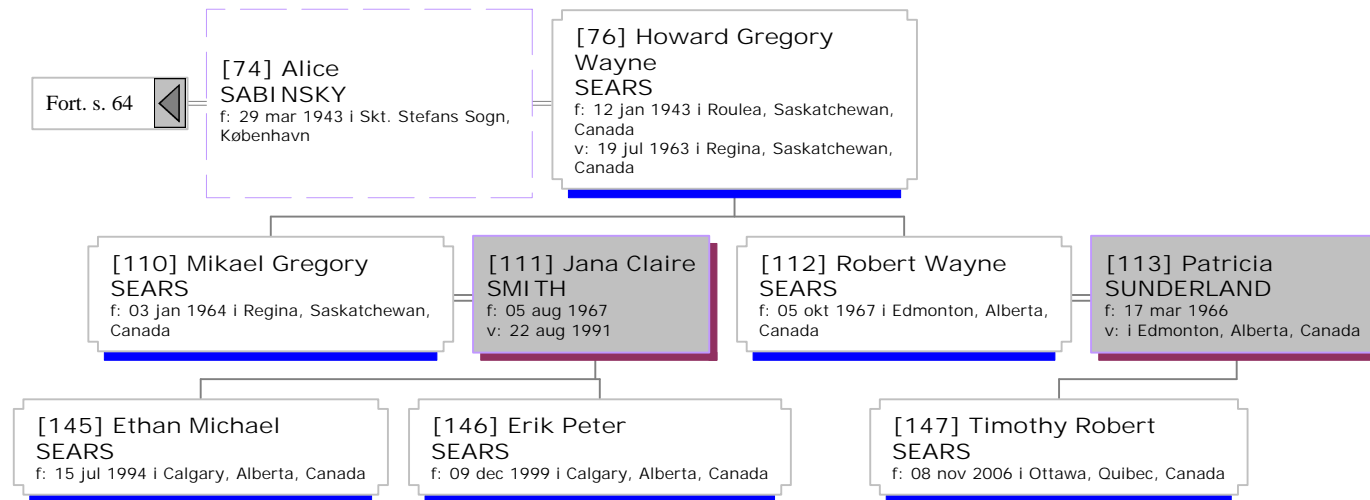 Fort. s. 64
[74] Alice
SABINSKY
f: 29 mar 1943 i Skt. Stefans Sogn,
København
[76] Howard Gregory
Wayne
SEARS
f: 12 jan 1943 i Roulea, Saskatchewan,
Canada
v: 19 jul 1963 i Regina, Saskatchewan,
Canada
[110] Mikael Gregory
SEARS
f: 03 jan 1964 i Regina, Saskatchewan,
Canada
[111] Jana Claire
SMITH
f: 05 aug 1967
v: 22 aug 1991
[112] Robert Wayne
SEARS
f: 05 okt 1967 i Edmonton, Alberta,
Canada
[113] Patricia
SUNDERLAND
f: 17 mar 1966
v: i Edmonton, Alberta, Canada
[145] Ethan Michael
SEARS
f: 15 jul 1994 i Calgary, Alberta, Canada
[146] Erik Peter
SEARS
f: 09 dec 1999 i Calgary, Alberta, Canada
[147] Timothy Robert
SEARS
f: 08 nov 2006 i Ottawa, Quibec, Canada